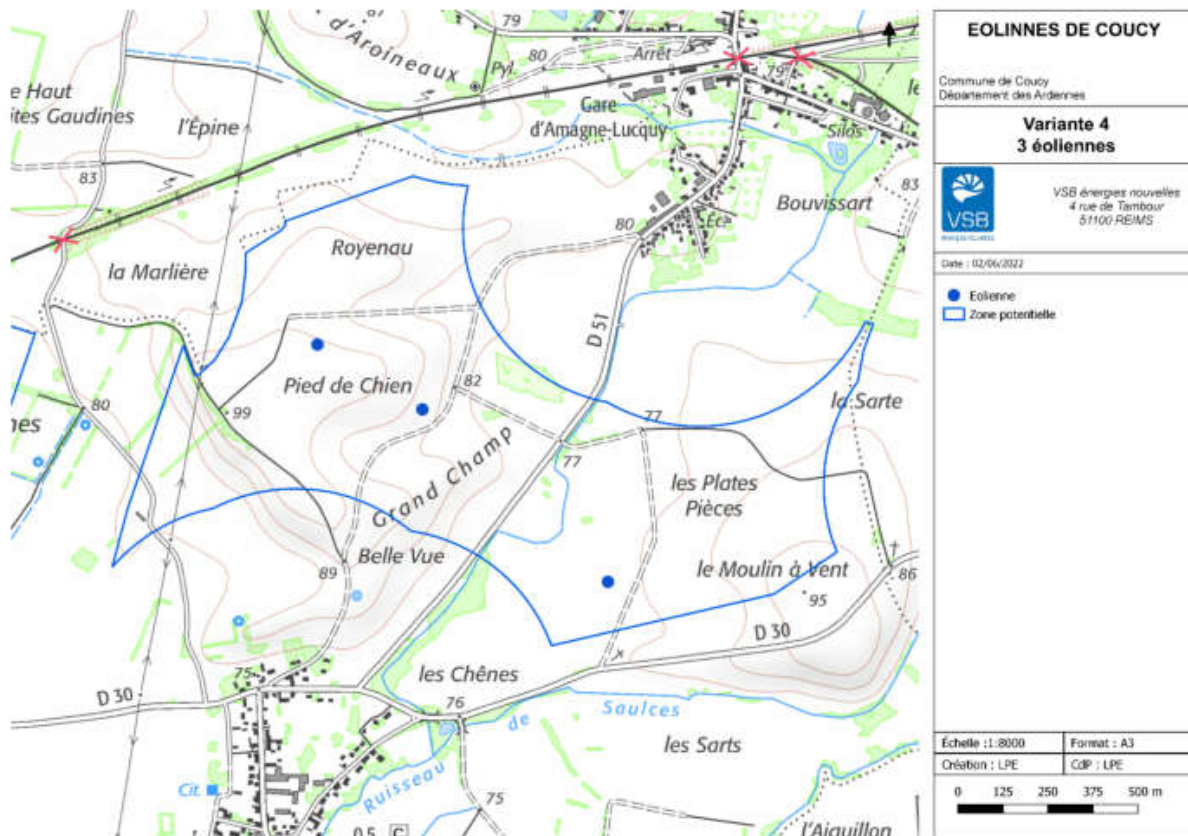 79
80
87
d'Aroineaux
Pyl.
Arrêt
79
le Haut
ites Gaudines
l'Épine
Gare
d'Amagne-Lucquy
Silos
83
83
Bouvissart
Éc.
80
Royenau
la Marlière
D 51
Pied de Chien
82
99
80
nes
la Sarte
77
77
Grand Champ
les Plates
Pièces
Belle Vue
89
le Moulin à Vent
95
86
D 30
75
les Chênes
D 30
76
Ruisseau de Saulces
les Sarts
Cit.
75
0.5
C
l'Aiguillon
EOLINNES DE COUCY
Commune de Coucy
Département des Ardennes
Variante 4
3 éoliennes
VSB
VSB énergies nouvelles
4 rue de Tambour
51100 REIMS
Date : 02/06/2022
Eolienne
Zone potentielle
Échelle :1:8000
Format : A3
Création : LPE
CdP : LPE
0 125 250 375 500 m